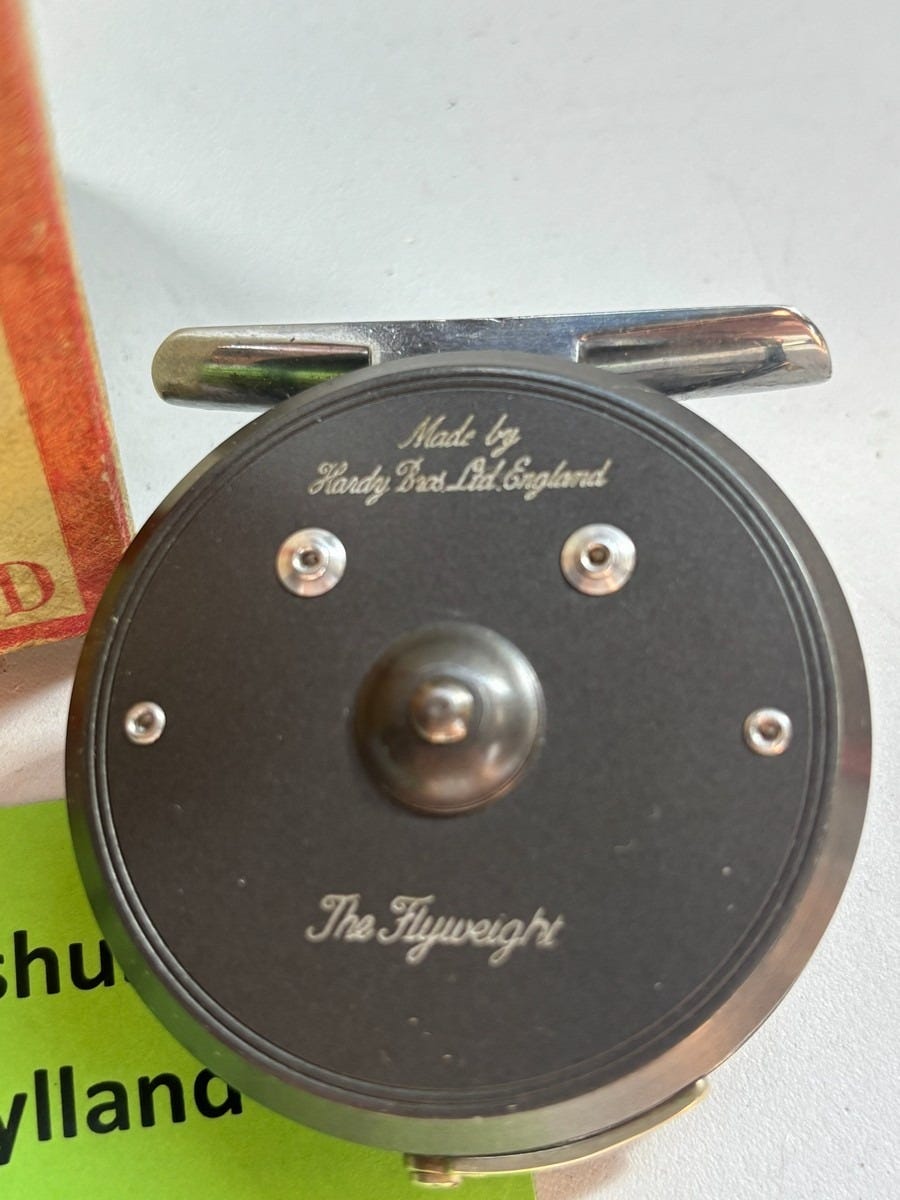 Made by
Hardy Bros. Ltd. England
D
The Flyweight
shu
ylland